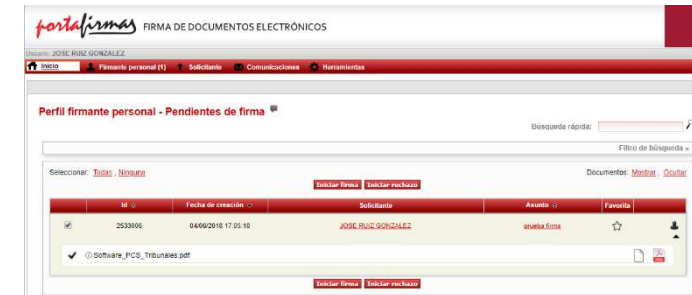 portafirmas FIRMA DE DOCUMENTOS ELECTRÓNICOS
Usuario: JOSE RUIZ GONZALEZ
Inicio Firmante personal (1) Solicitante Comunicaciones Herramientas
Perfil firmante personal - Pendientes de firma
Búsqueda rápida:
Filtro de búsqueda
Seleccionar: Todas , Ninguna Documentos: Mostrar , Ocultar
Iniciar firma Iniciar rechazo
Id Fecha de creación Solicitante Asunto Favorita
2533006 04/06/2018 17:05:18 JOSE RUIZ GONZALEZ prueba firma
Software_PCS_Tribunales.pdf
Iniciar firma Iniciar rechazo